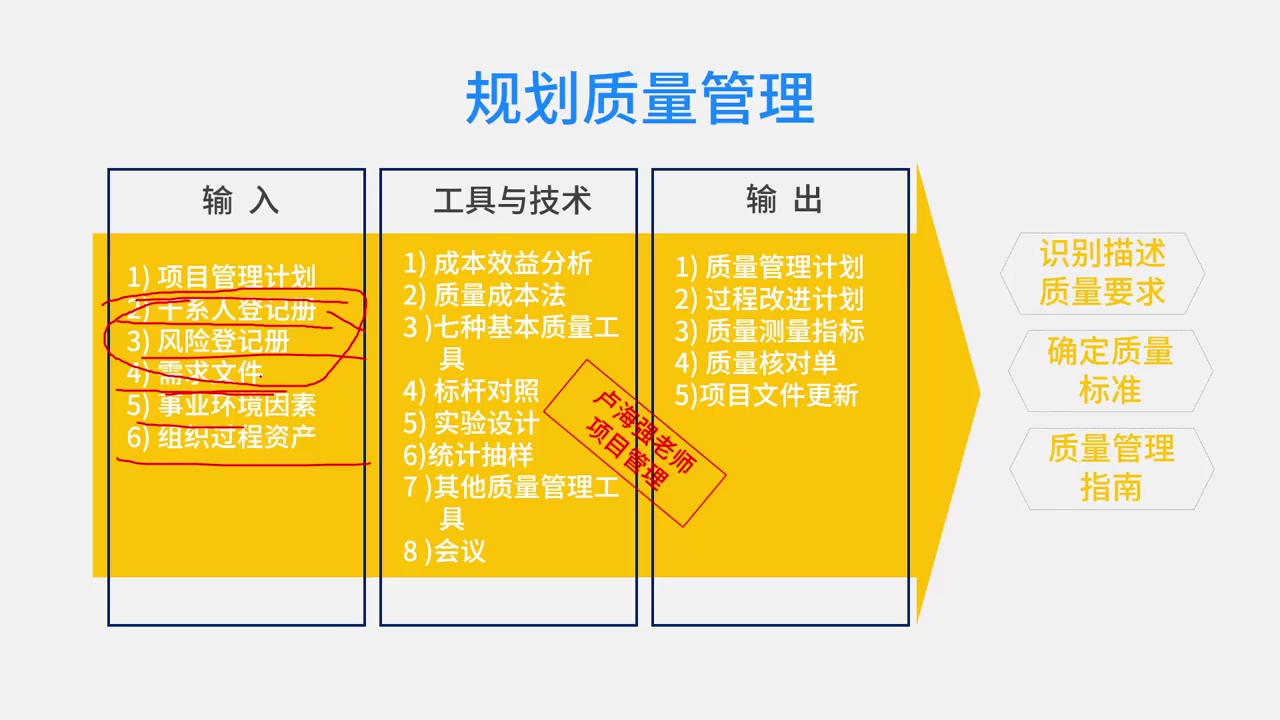 规划质量管理
输 入
1) 项目管理计划
2) 干系人登记册
3) 风险登记册
4) 需求文件
5) 事业环境因素
6) 组织过程资产
工具与技术
1) 成本效益分析
2) 质量成本法
3 )七种基本质量工
具
4) 标杆对照
5) 实验设计
6)统计抽样
7 )其他质量管理工
具
8 )会议
输 出
1) 质量管理计划
2) 过程改进计划
3) 质量测量指标
4) 质量核对单
5)项目文件更新
卢海强老师
项目管理
识别描述
质量要求
确定质量
标准
质量管理
指南